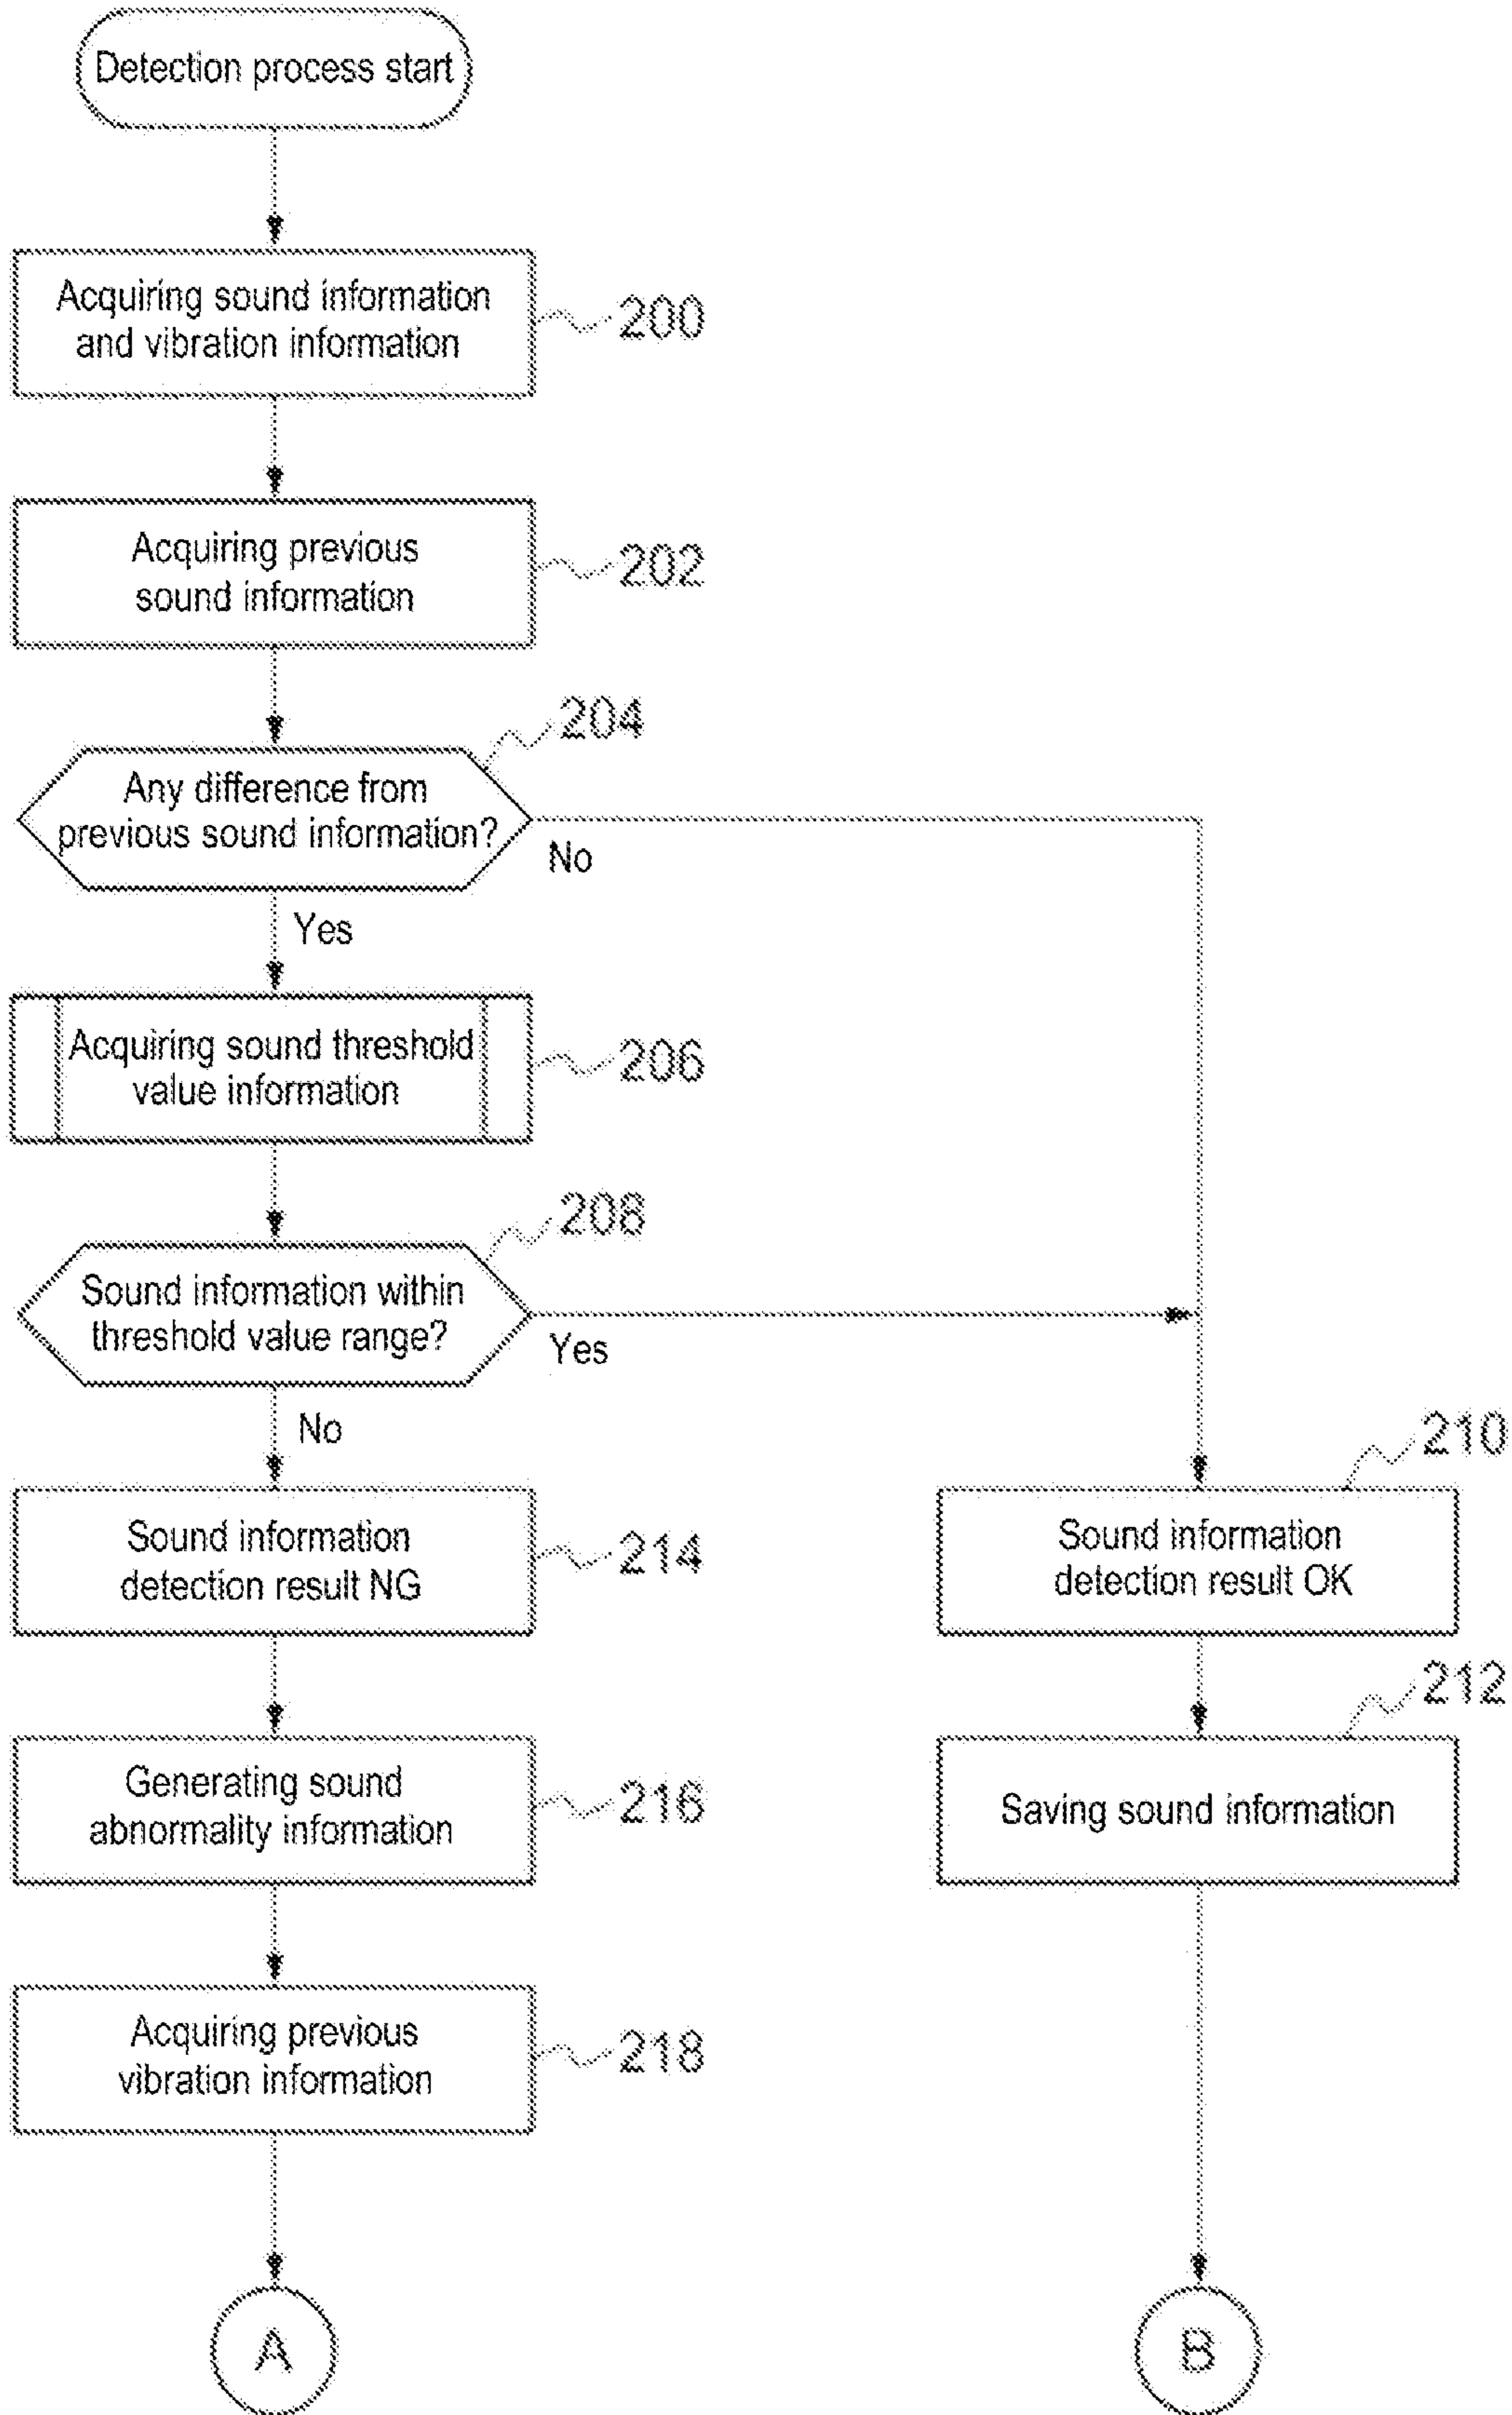 Detection process start
Acquiring sound information
and vibration information
200
Acquiring previous
sound information
202
204
Any difference from
previous sound information?
No
Yes
Acquiring sound threshold
value information
206
208
Sound information within
threshold value range?
Yes
No
210
Sound information
detection result NG
214
Sound information
detection result OK
212
Generating sound
abnormality information
216
Saving sound information
Acquiring previous
vibration information
218
A
B